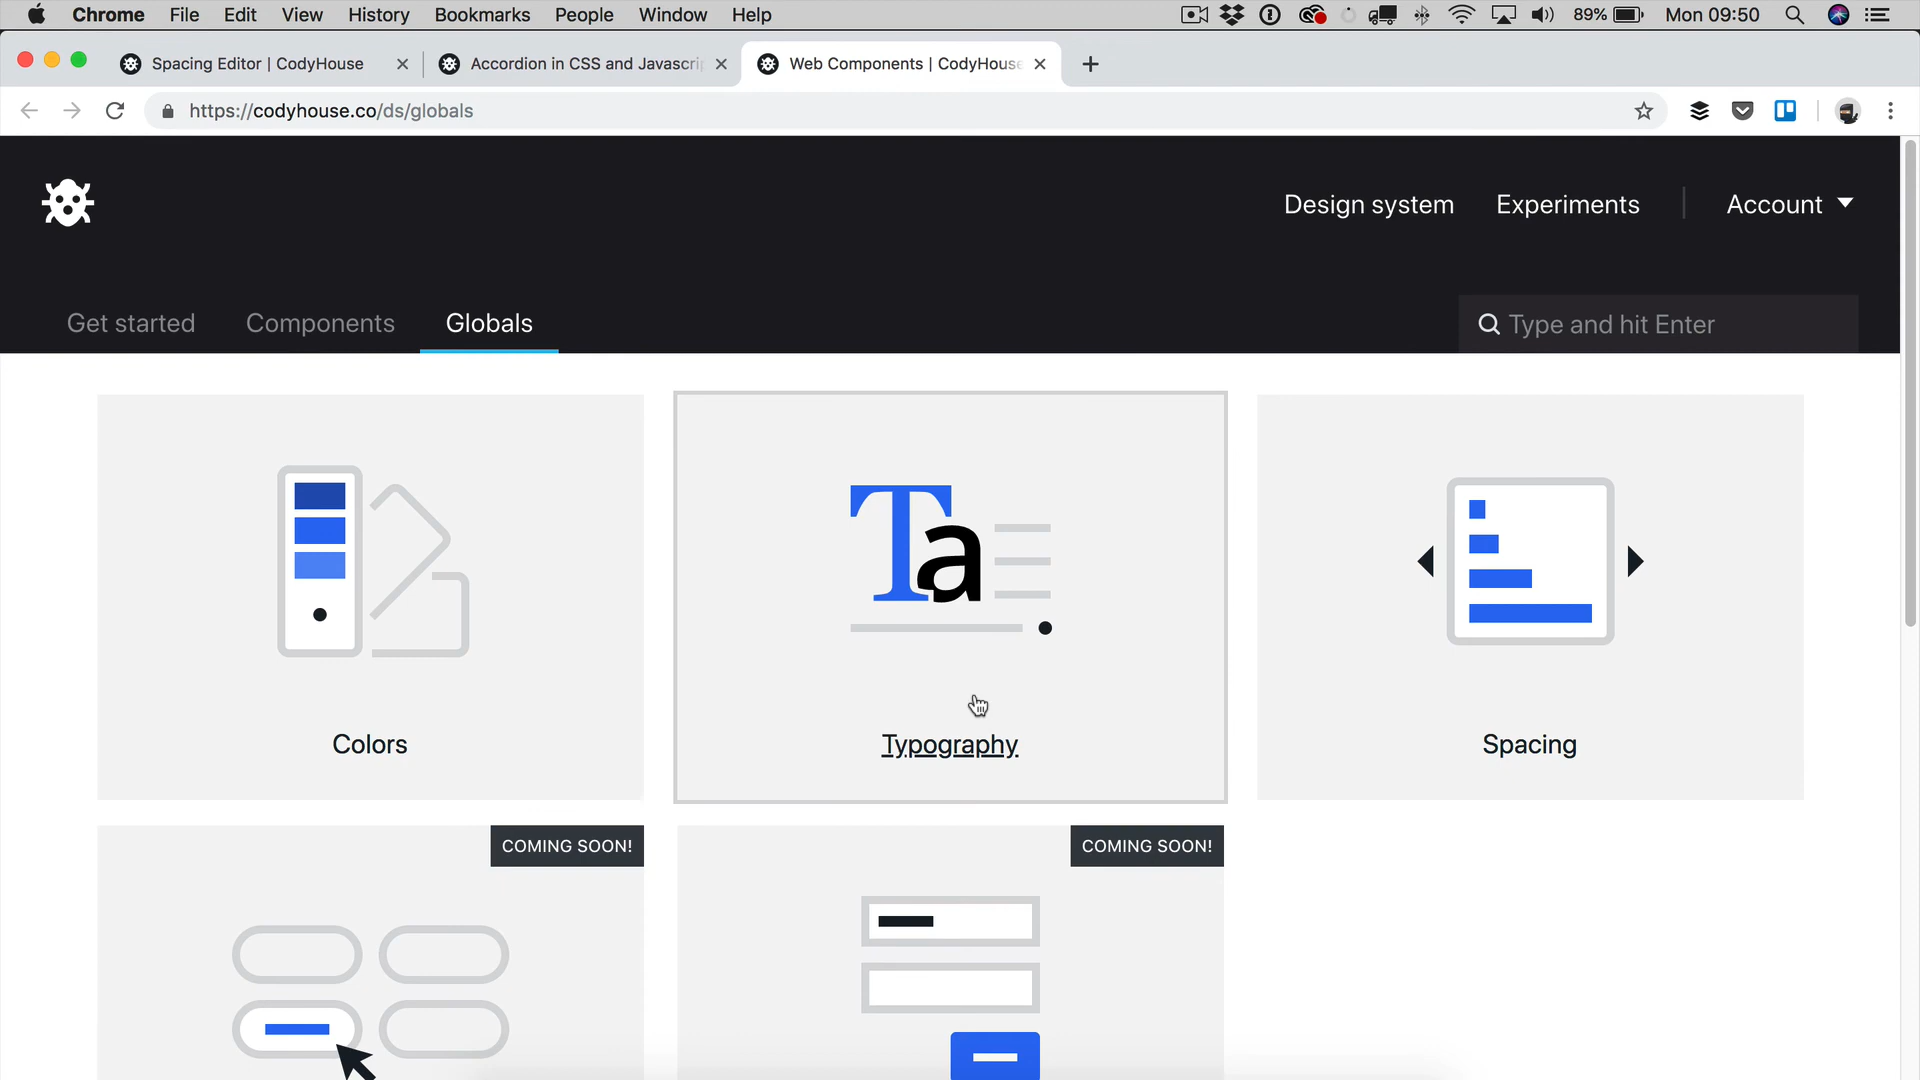 Chrome File Edit View History Bookmarks People Window Help 89% Mon 09:50
Spacing Editor | CodyHouse Accordion in CSS and Javascri Web Components | CodyHouse
https://codyhouse.co/ds/globals
Design system Experiments Account
Get started Components Globals Type and hit Enter
Ta
Colors Typography Spacing
COMING SOON! COMING SOON!